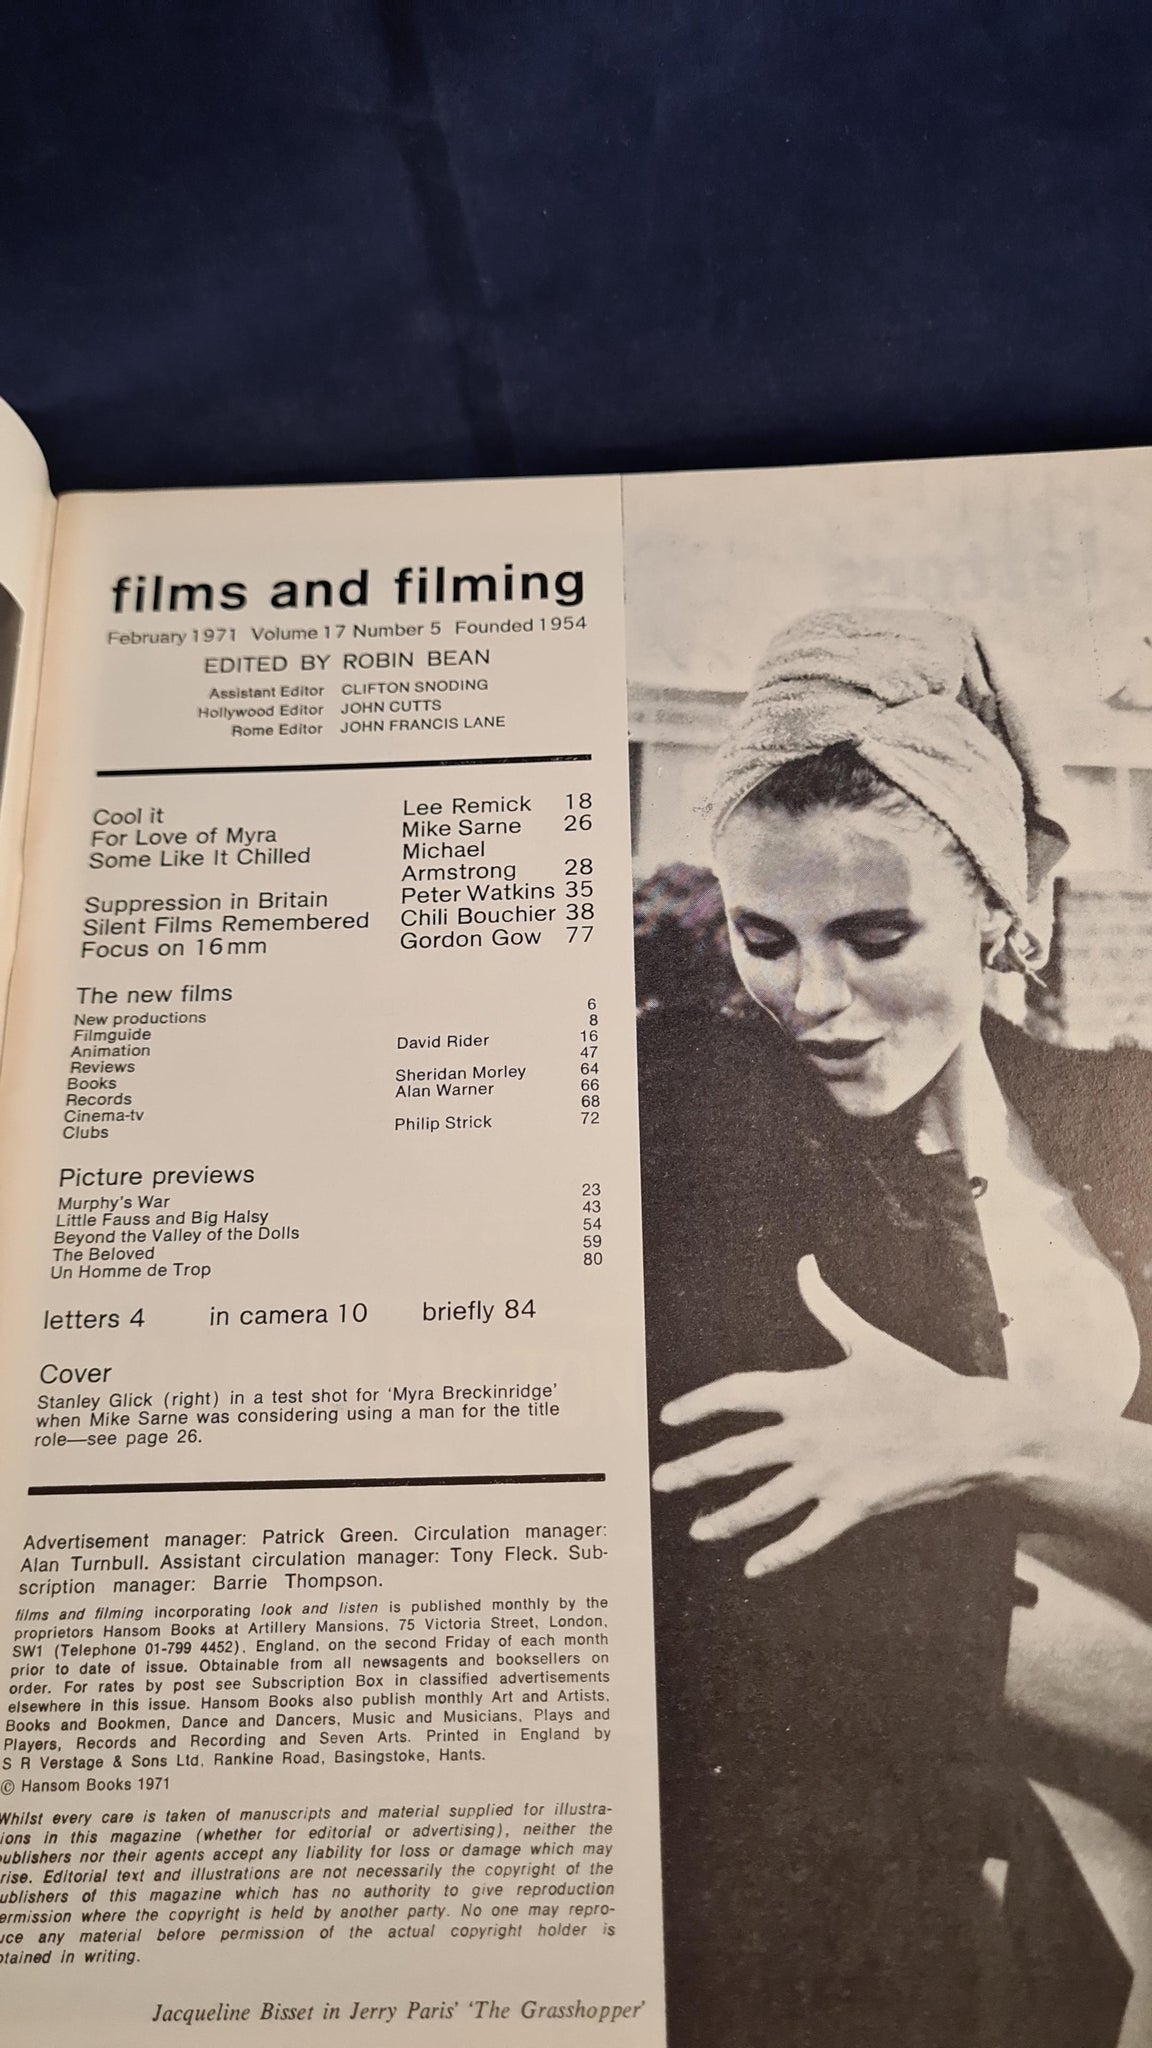 films and filming
February 1971 Volume 17 Number 5 Founded 1954
EDITED BY ROBIN BEAN
Assistant Editor CLIFTON SNODING
Hollywood Editor JOHN CUTTS
Rome Editor JOHN FRANCIS LANE
Cool it Lee Remick 18
For Love of Myra Mike Sarne 26
Some Like It Chilled Michael
Armstrong 28
Suppression in Britain Peter Watkins 35
Silent Films Remembered Chili Bouchier 38
Focus on 16mm Gordon Gow 77
The new films
New productions 6
Filmguide 8
Animation David Rider 16
Reviews 47
Books Sheridan Morley 64
Records Alan Warner 66
Cinema-tv 68
Clubs Philip Strick 72
Picture previews
Murphy's War 23
Little Fauss and Big Halsy 43
Beyond the Valley of the Dolls 54
The Beloved 59
Un Homme de Trop 80
letters 4 in camera 10 briefly 84
Cover
Stanley Glick (right) in a test shot for 'Myra Breckinridge'
when Mike Sarne was considering using a man for the title
role—see page 26.
Advertisement manager: Patrick Green. Circulation manager:
Alan Turnbull. Assistant circulation manager: Tony Fleck. Sub-
scription manager: Barrie Thompson.
films and filming incorporating look and listen is published monthly by the
proprietors Hansom Books at Artillery Mansions, 75 Victoria Street, London,
SW1 (Telephone 01-799 4452), England, on the second Friday of each month
prior to date of issue. Obtainable from all newsagents and booksellers on
order. For rates by post see Subscription Box in classified advertisements
elsewhere in this issue. Hansom Books also publish monthly Art and Artists,
Books and Bookmen, Dance and Dancers, Music and Musicians, Plays and
Players, Records and Recording and Seven Arts. Printed in England by
S R Verstage & Sons Ltd, Rankine Road, Basingstoke, Hants.
© Hansom Books 1971
Whilst every care is taken of manuscripts and material supplied for illustra-
ions in this magazine (whether for editorial or advertising), neither the
ublishers nor their agents accept any liability for loss or damage which may
rise. Editorial text and illustrations are not necessarily the copyright of the
ublishers of this magazine which has no authority to give reproduction
ermission where the copyright is held by another party. No one may repro-
uce any material before permission of the actual copyright holder is
btained in writing.
Jacqueline Bisset in Jerry Paris' 'The Grasshopper'